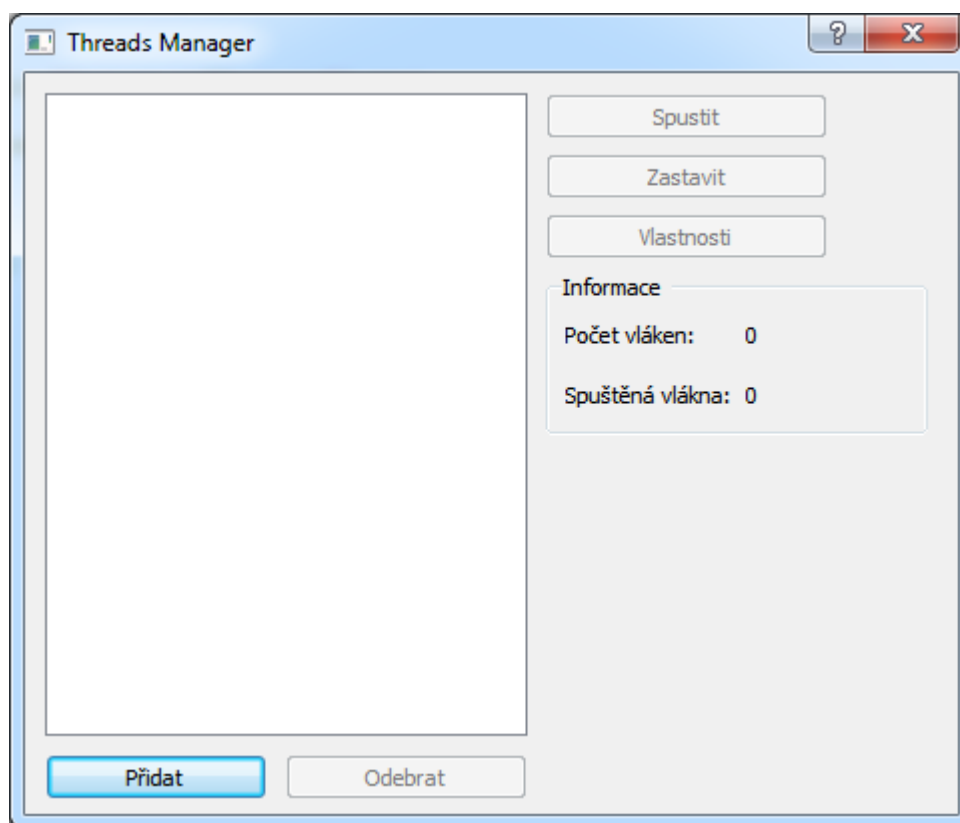 Threads Manager
Spustit
Zastavit
Vlastnosti
Informace
Počet vláken: 0
Spuštěná vlákna: 0
Přidat
Odebrat